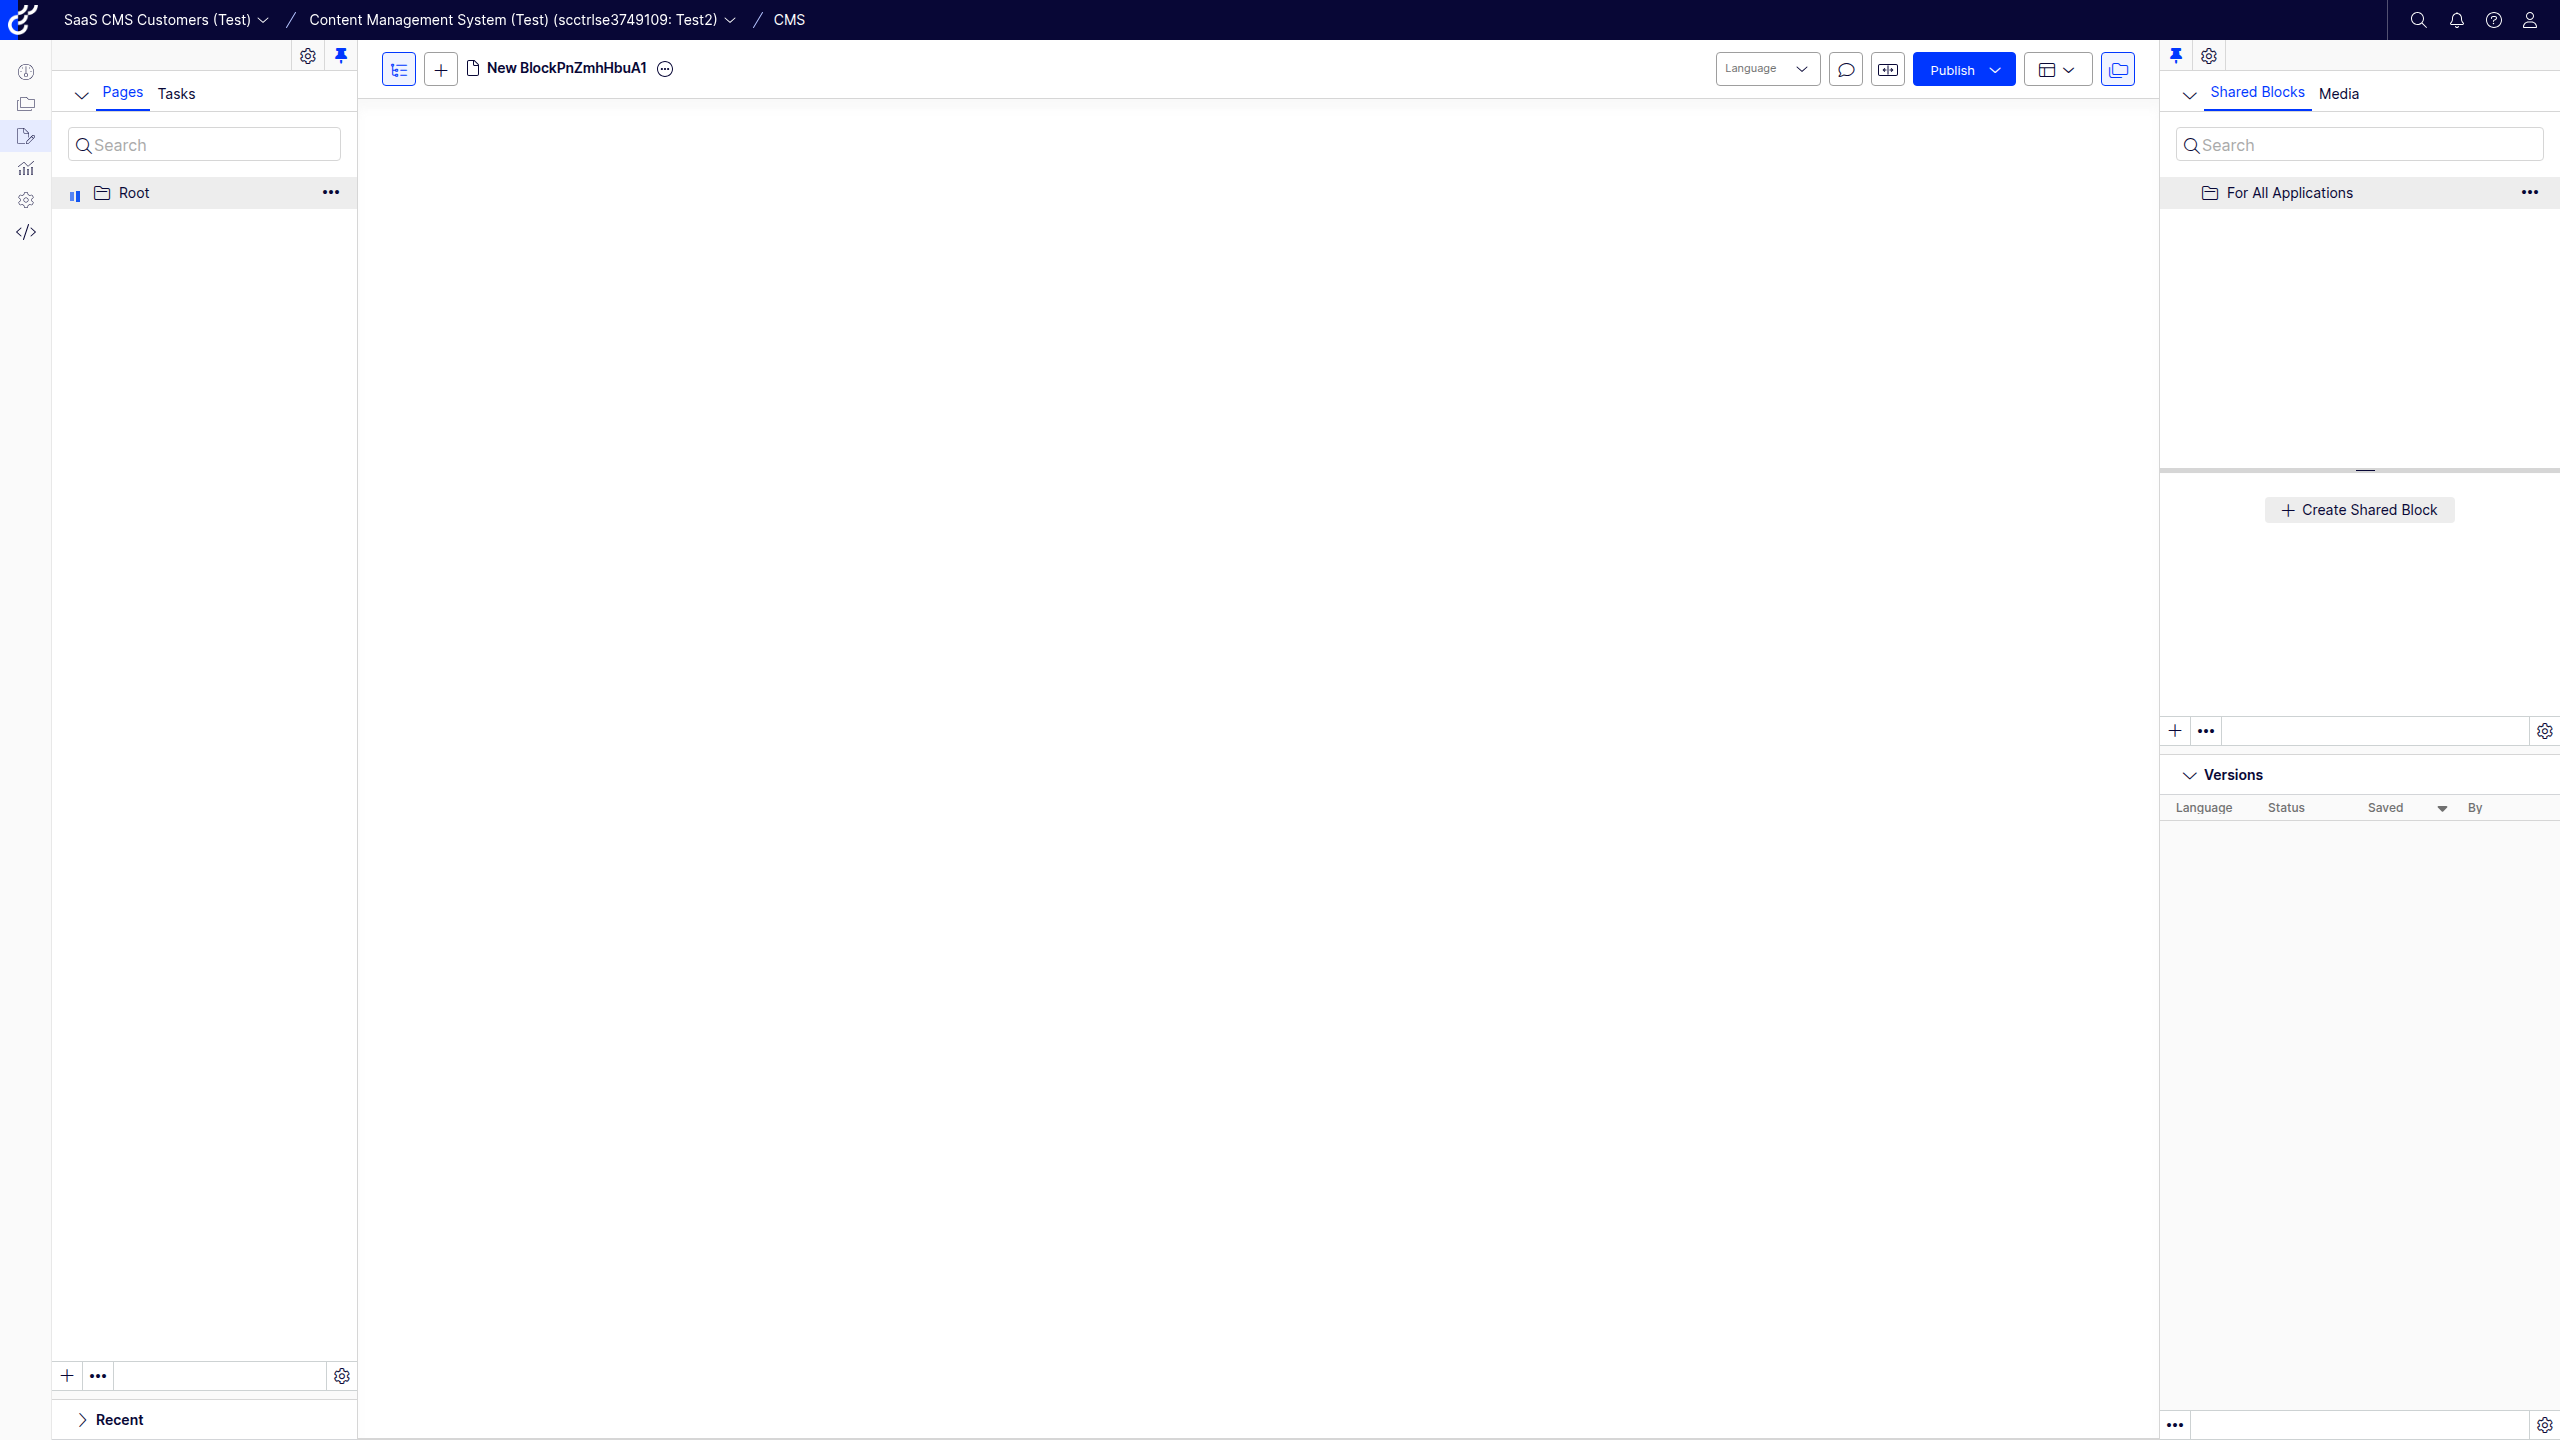 SaaS CMS Customers (Test) / Content Management System (Test) (scctrlse3749109: Test2) / CMS
Pages Tasks
Search
Root
Recent
New BlockPnZmhHbuA1
Language
Publish
Shared Blocks Media
Search
For All Applications
Create Shared Block
Versions
Language Status Saved By